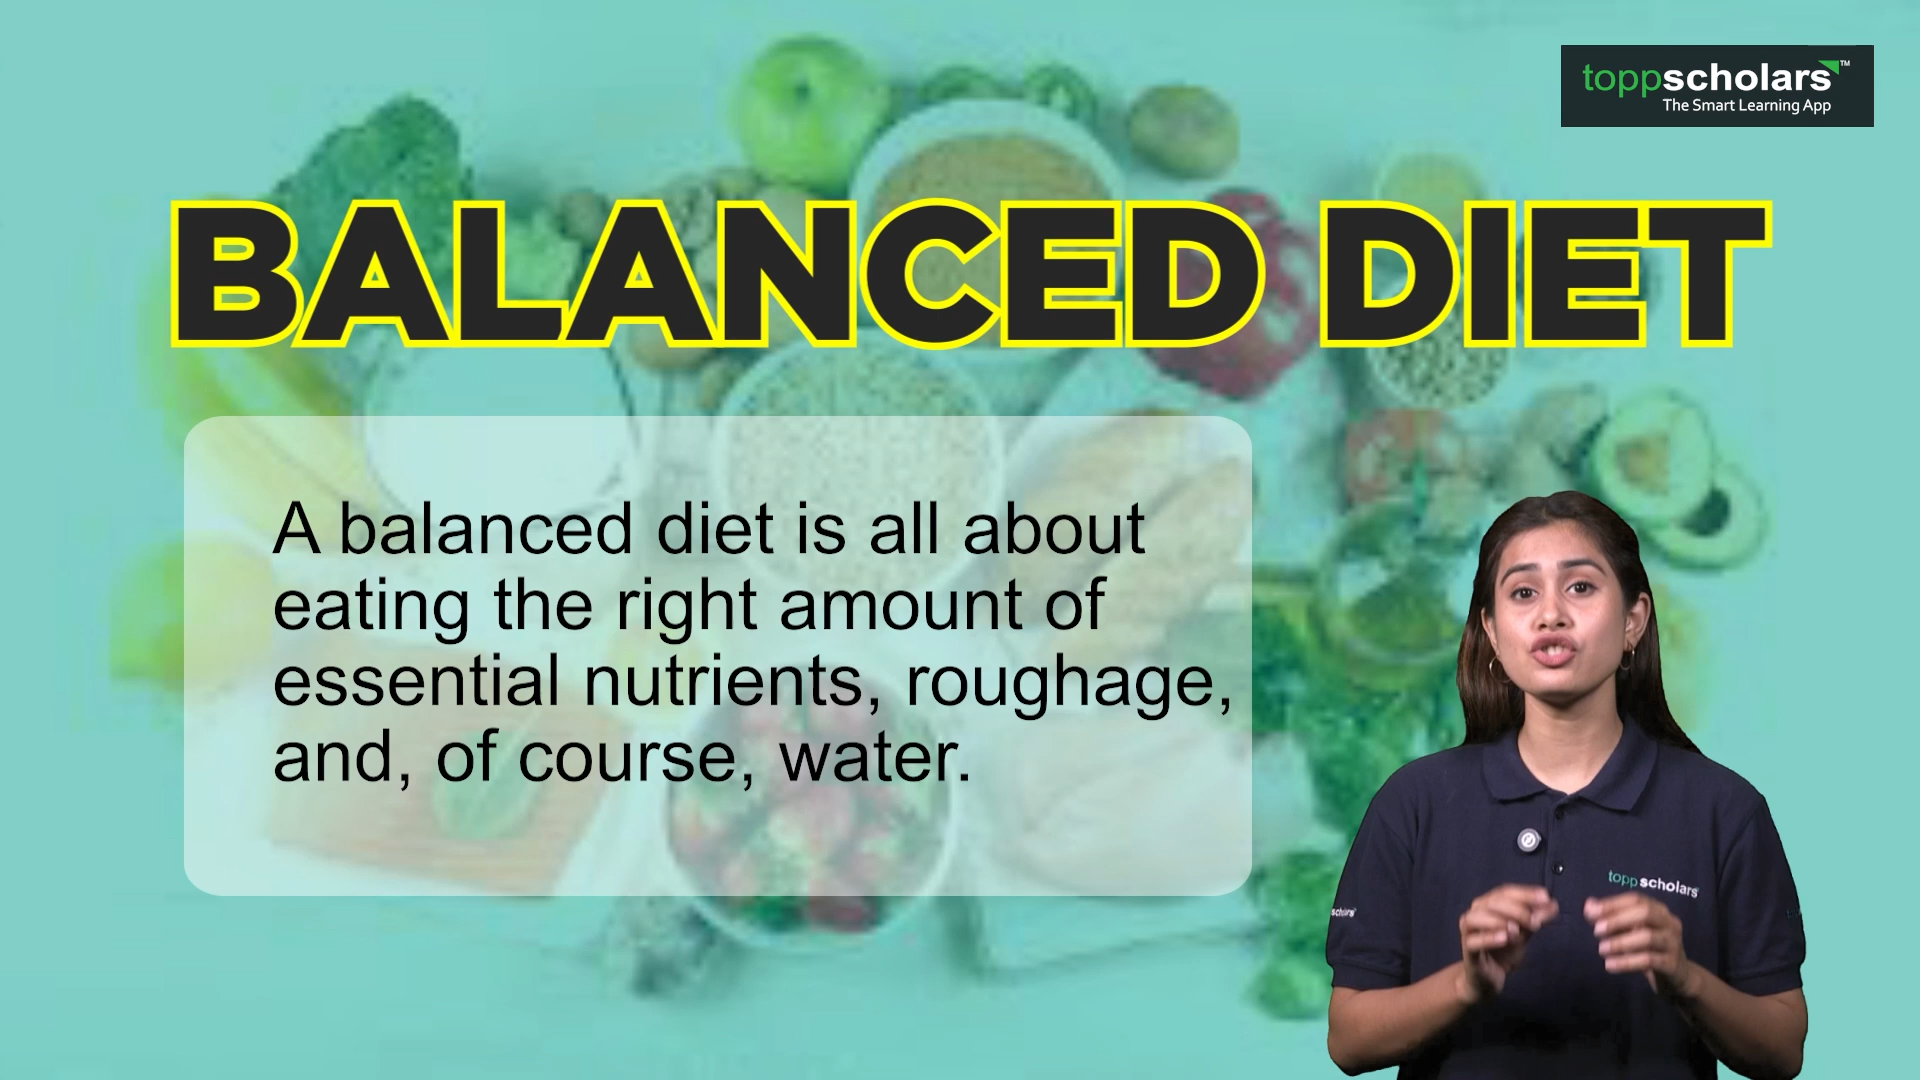 toppscholars™
The Smart Learning App
BALANCED DIET
A balanced diet is all about
eating the right amount of
essential nutrients, roughage,
and, of course, water.
toppscholars
scholars